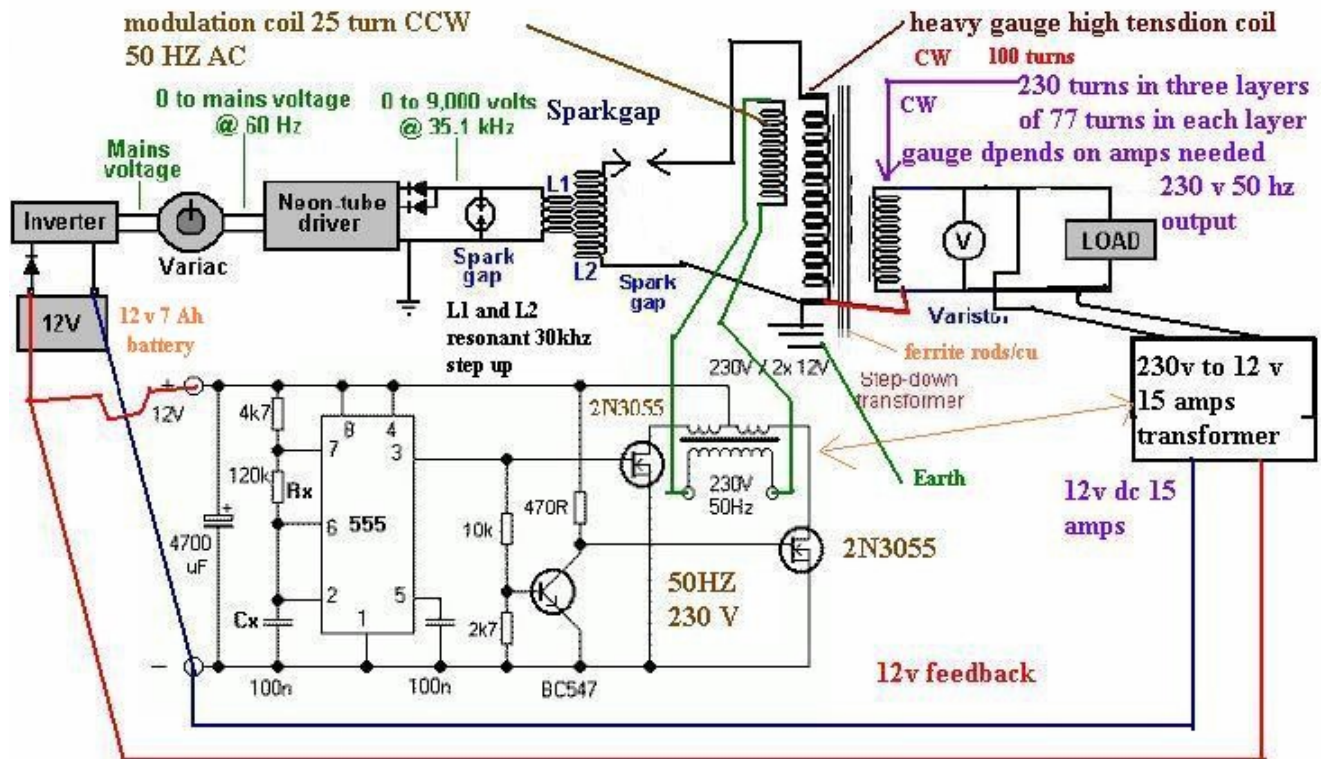 modulation coil 25 turn CCW
50 HZ AC
heavy gauge high tensdion coil
CW 100 turns
230 turns in three layers
of 77 turns in each layer
CW
gauge dpends on amps needed
230 v 50 hz
output
0 to mains voltage
@ 60 Hz
0 to 9,000 volts
@ 35.1 kHz
Sparkgap
Mains
voltage
Inverter
Variac
Neon-tube
driver
Spark
gap
L1
L2
Spark
gap
V
LOAD
Varistor
12V
12 v 7 Ah
battery
L1 and L2
resonant 30khz
step up
ferrite rods/cu
230V / 2x 12V
Step-down
transformer
230v to 12 v
15 amps
transformer
+
12V
4k7
8
4
2N3055
7
3
120k
Rx
555
6
10k
470R
230V
50Hz
Earth
12v dc 15
amps
+
4700
uF
2
5
2N3055
50HZ
230 V
Cx
1
2k7
–
100n
100n
BC547
12v feedback